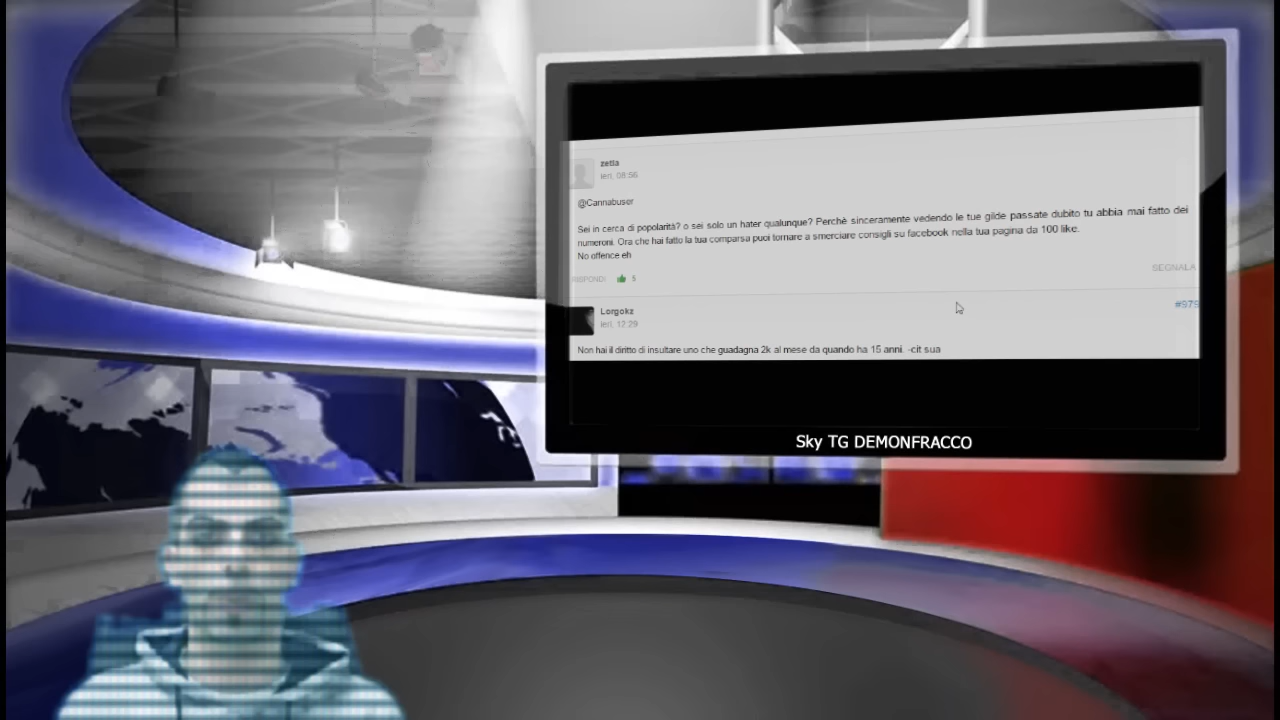 zetla
ieri, 08:56
@Cannabuser
Sei in cerca di popolarità? o sei solo un hater qualunque? Perchè sinceramente vedendo le tue gilde passate dubito tu abbia mai fatto dei
numeroni. Ora che hai fatto la tua comparsa puoi tornare a smerciare consigli su facebook nella tua pagina da 100 like.
No offence eh
RISPONDI 5
SEGNALA
Lorgokz
#979
ieri, 12:29
Non hai il diritto di insultare uno che guadagna 2k al mese da quando ha 15 anni. -cit sua
Sky TG DEMONFRACCO